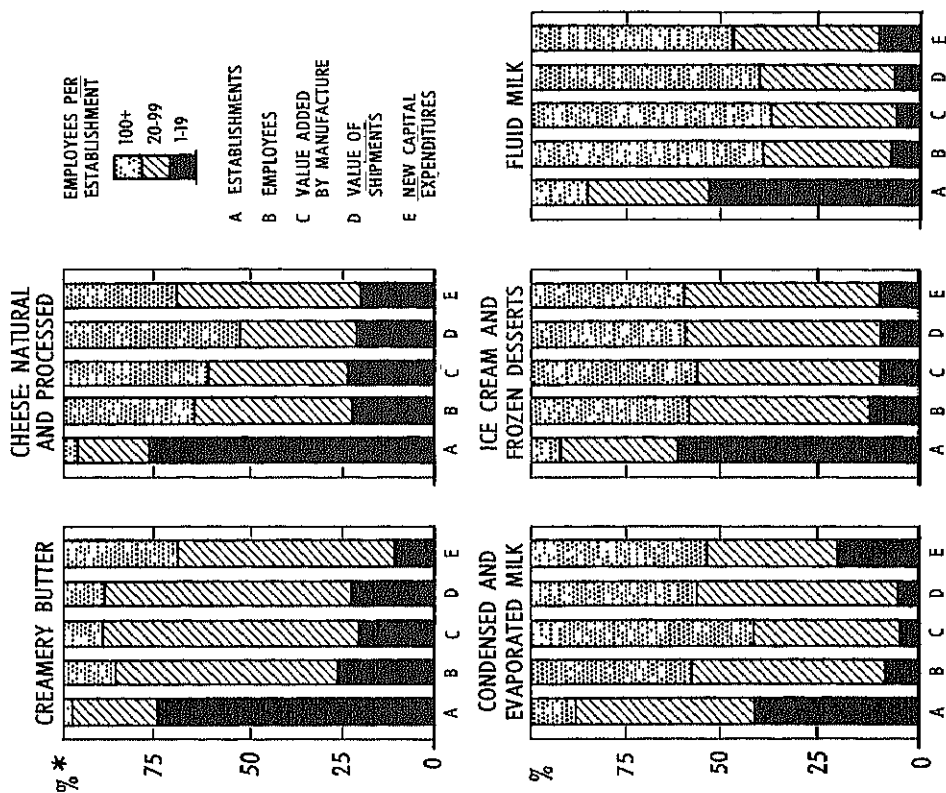 CREAMERY BUTTER
% *
75
50
25
0
A B C D E
CHEESE: NATURAL
AND PROCESSED
A B C D E
EMPLOYEES PER
ESTABLISHMENT
100+
20-99
1-19
A ESTABLISHMENTS
B EMPLOYEES
C VALUE ADDED
BY MANUFACTURE
D VALUE OF
SHIPMENTS
E NEW CAPITAL
EXPENDITURES
CONDENSED AND
EVAPORATED MILK
%
75
50
25
0
A B C D E
ICE CREAM AND
FROZEN DESSERTS
A B C D E
FLUID MILK
A B C D E